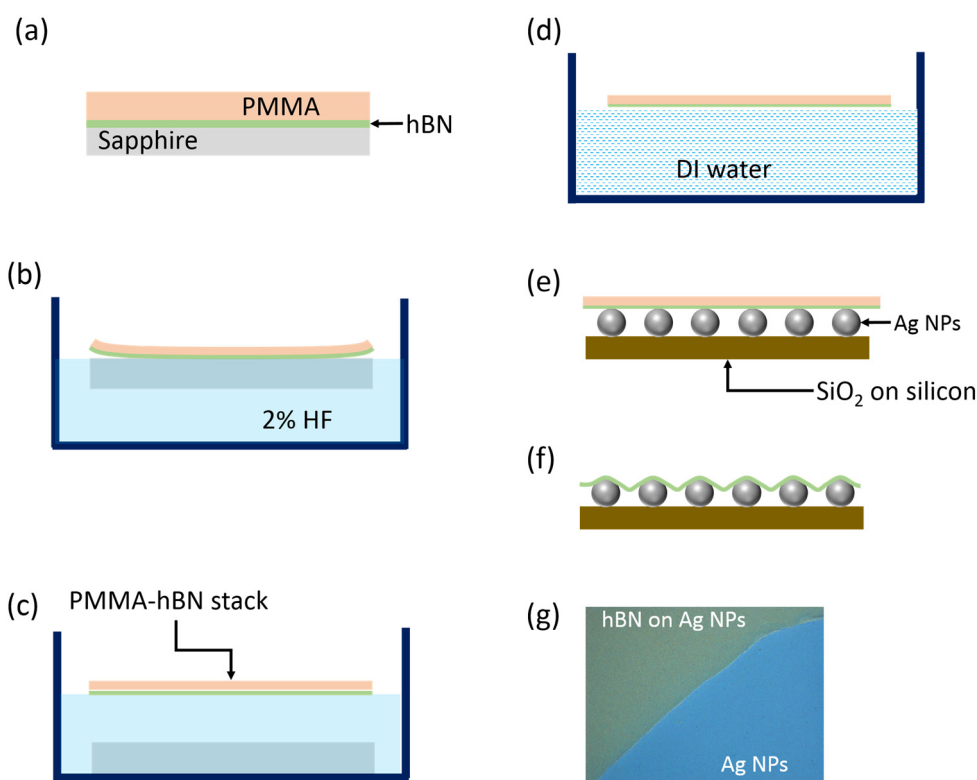 (a)
PMMA
hBN
Sapphire
(b)
2% HF
(c)
PMMA-hBN stack
(d)
DI water
(e)
Ag NPs
SiO₂ on silicon
(f)
(g)
hBN on Ag NPs
Ag NPs